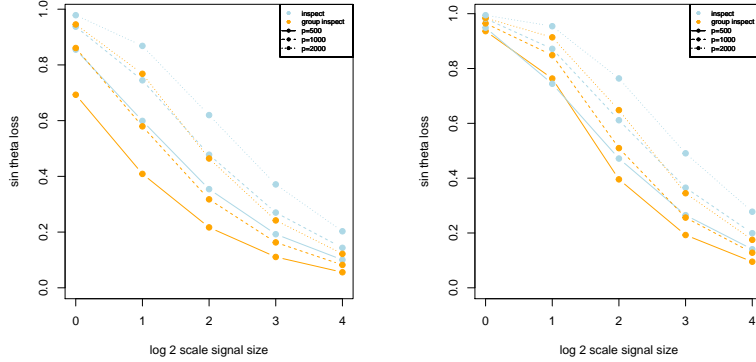 1.0
0.8
0.6
0.4
0.2
0.0
sin theta loss
0 1 2 3 4
log 2 scale signal size
inspect
group inspect
p=500
p=1000
p=2000
1.0
0.8
0.6
0.4
0.2
0.0
sin theta loss
0 1 2 3 4
log 2 scale signal size
inspect
group inspect
p=500
p=1000
p=2000